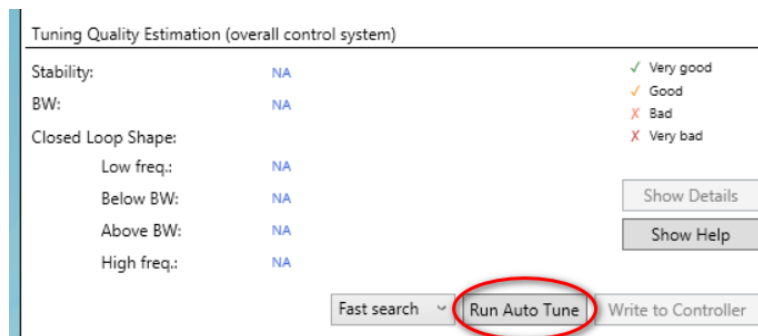 Tuning Quality Estimation (overall control system)
Stability: NA
BW: NA
Closed Loop Shape:
Low freq.: NA
Below BW: NA
Above BW: NA
High freq.: NA
✓ Very good
✓ Good
✗ Bad
✗ Very bad
Show Details
Show Help
Fast search Run Auto Tune Write to Controller